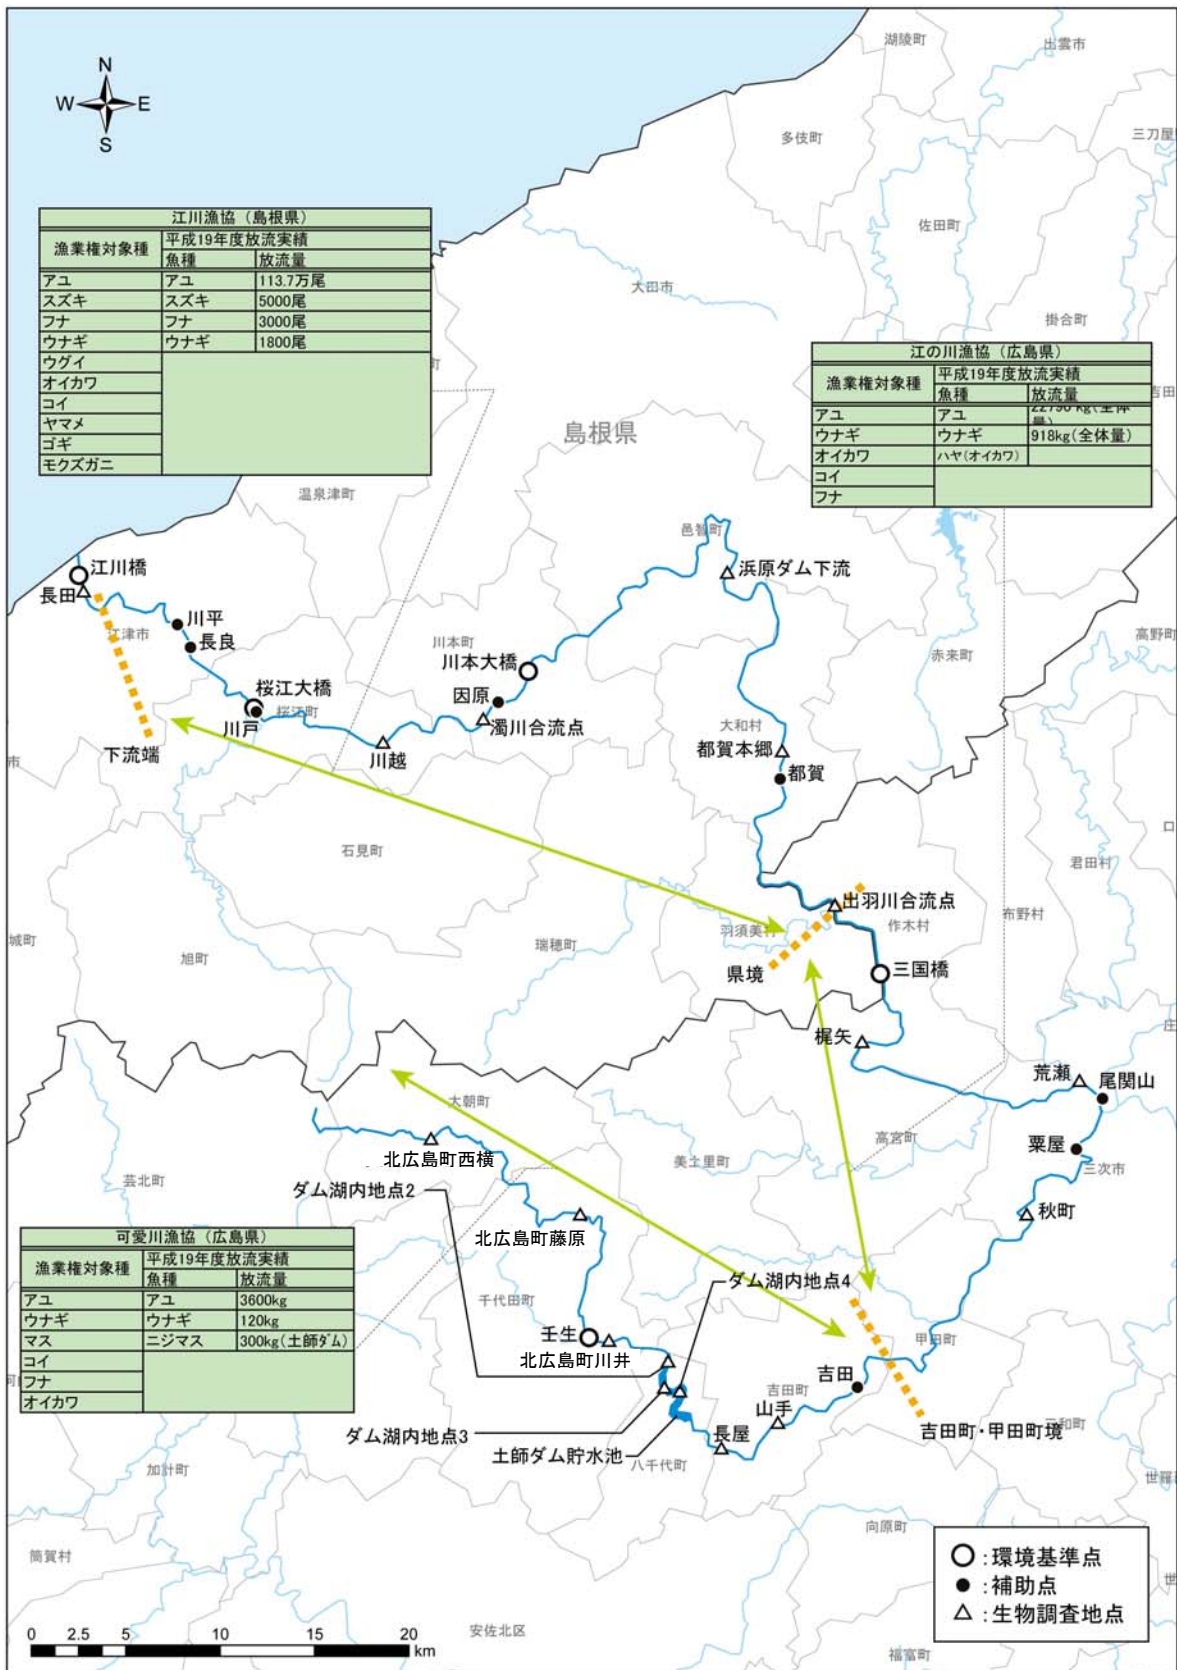 湖陵町
出雲市
N
W
E
S
多伎町
三刀屋
佐田町
江川漁協（島根県）
漁業権対象種
平成19年度放流実績
魚種
放流量
アユ
アユ
113.7万尾
スズキ
スズキ
5000尾
フナ
フナ
3000尾
ウナギ
ウナギ
1800尾
ウグイ
オイカワ
コイ
ヤマメ
ゴギ
モクズガニ
大田市
掛合町
町
江の川漁協（広島県）
漁業権対象種
平成19年度放流実績
魚種
放流量
アユ
アユ
ウナギ
ウナギ
918kg(全体量)
オイカワ
ハヤ(オイカワ)
コイ
フナ
吉田
島根県
温泉津町
邑智町
江川橋
長田
浜原ダム下流
川平
江津市
長良
川本町
川本大橋
高野町
赤来町
桜江大橋
桜江町
川戸
因原
濁川合流点
大和村
下流端
川越
都賀本郷
都賀
市
石見町
口
君田村
出羽川合流点
布野村
作木村
羽須美村
城町
瑞穂町
旭町
県境
三国橋
庄
梶矢
荒瀬
尾関山
大朝町
高宮町
粟屋
北広島町西横
美土里町
三次市
芸北町
ダム湖内地点2
秋町
可愛川漁協（広島県）
漁業権対象種
平成19年度放流実績
魚種
放流量
アユ
アユ
3600kg
ウナギ
ウナギ
120kg
マス
ニジマス
300kg(土師ダム)
コイ
フナ
オイカワ
北広島町藤原
ダム湖内地点4
千代田町
壬生
甲田町
北広島町川井
吉田
吉田町
山手
吉田町・甲田町境
ダム湖内地点3
長屋
土師ダム貯水池
八千代町
加計町
向原町
筒賀村
環境基準点
補助点
生物調査地点
世
0 2.5 5 10 15 20
km
安佐北区
福富町